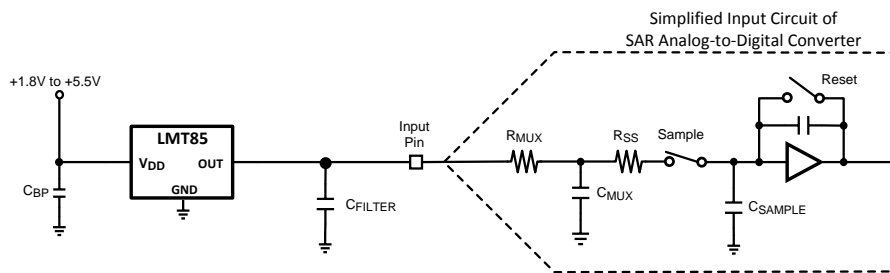 Simplified Input Circuit of
SAR Analog-to-Digital Converter
+1.8V to +5.5V
Reset
LMT85
Input
Pin
RMUX
RSS
Sample
VDD
OUT
GND
CBP
CFILTER
CMUX
CSAMPLE